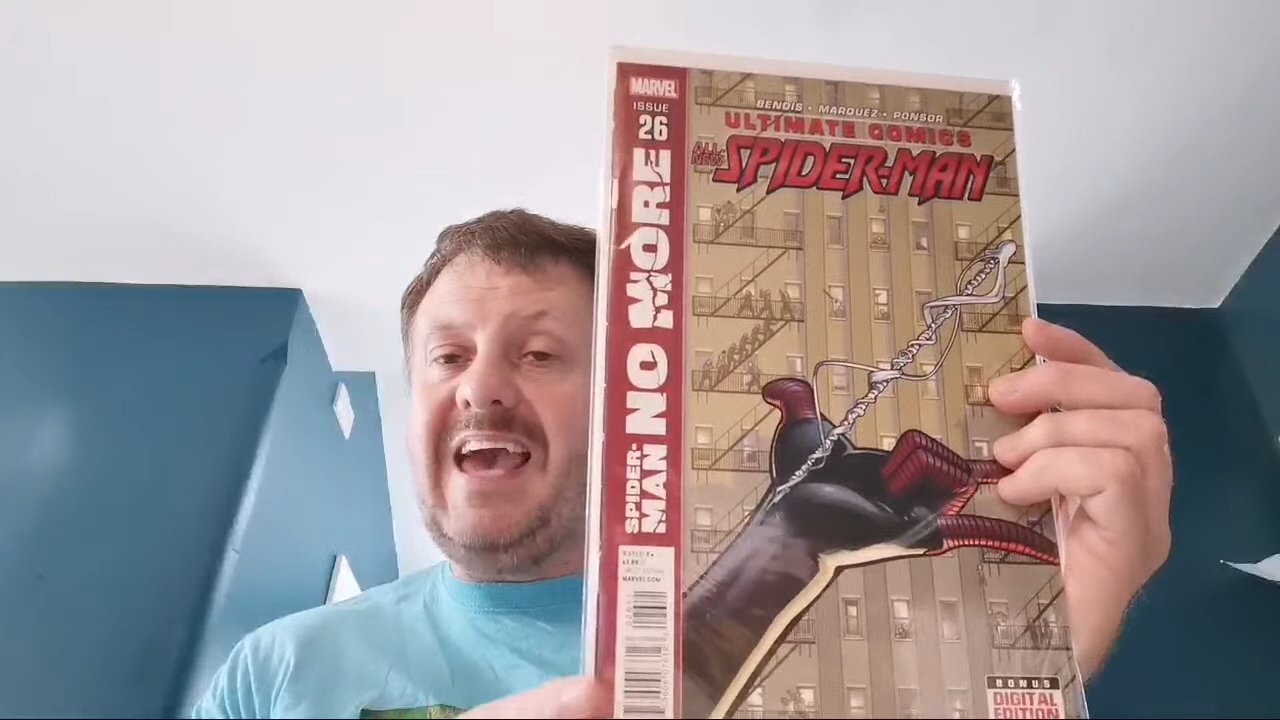 MARVEL
ISSUE
26
SPIDER-
MAN NO MORE
BENDIS • MARQUEZ • PONSOR
ULTIMATE COMICS
ALL NEW
SPIDER-MAN
MARVEL.COM
BONUS
DIGITAL
EDITION